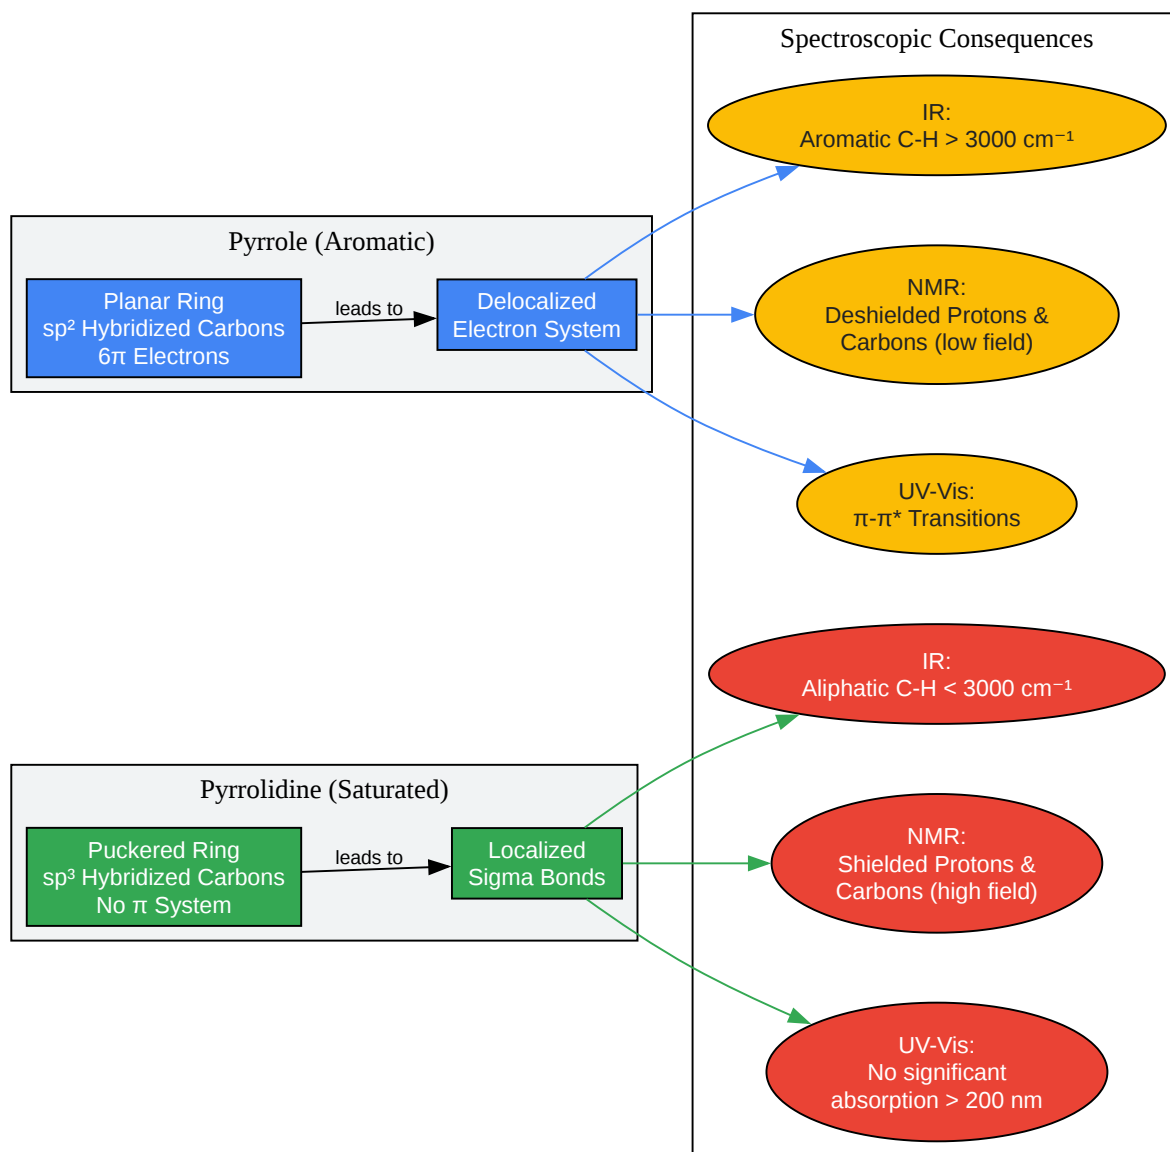 Spectroscopic Consequences
IR:
Aromatic C-H > 3000 cm⁻¹
Pyrrole (Aromatic)
Planar Ring
sp² Hybridized Carbons
6π Electrons
leads to
Delocalized
Electron System
NMR:
Deshielded Protons &
Carbons (low field)
UV-Vis:
π-π* Transitions
IR:
Aliphatic C-H < 3000 cm⁻¹
Pyrrolidine (Saturated)
Puckered Ring
sp³ Hybridized Carbons
No π System
leads to
Localized
Sigma Bonds
NMR:
Shielded Protons &
Carbons (high field)
UV-Vis:
No significant
absorption > 200 nm